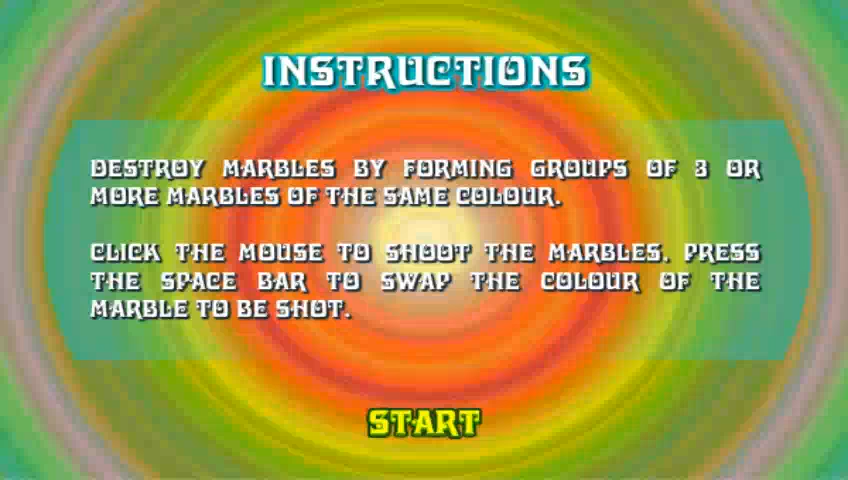 INSTRUCTIONS
DESTROY MARBLES BY FORMING GROUPS OF 3 OR
MORE MARBLES OF THE SAME COLOUR.
CLICK THE MOUSE TO SHOOT THE MARBLES. PRESS
THE SPACE BAR TO SWAP THE COLOUR OF THE
MARBLE TO BE SHOT.
START